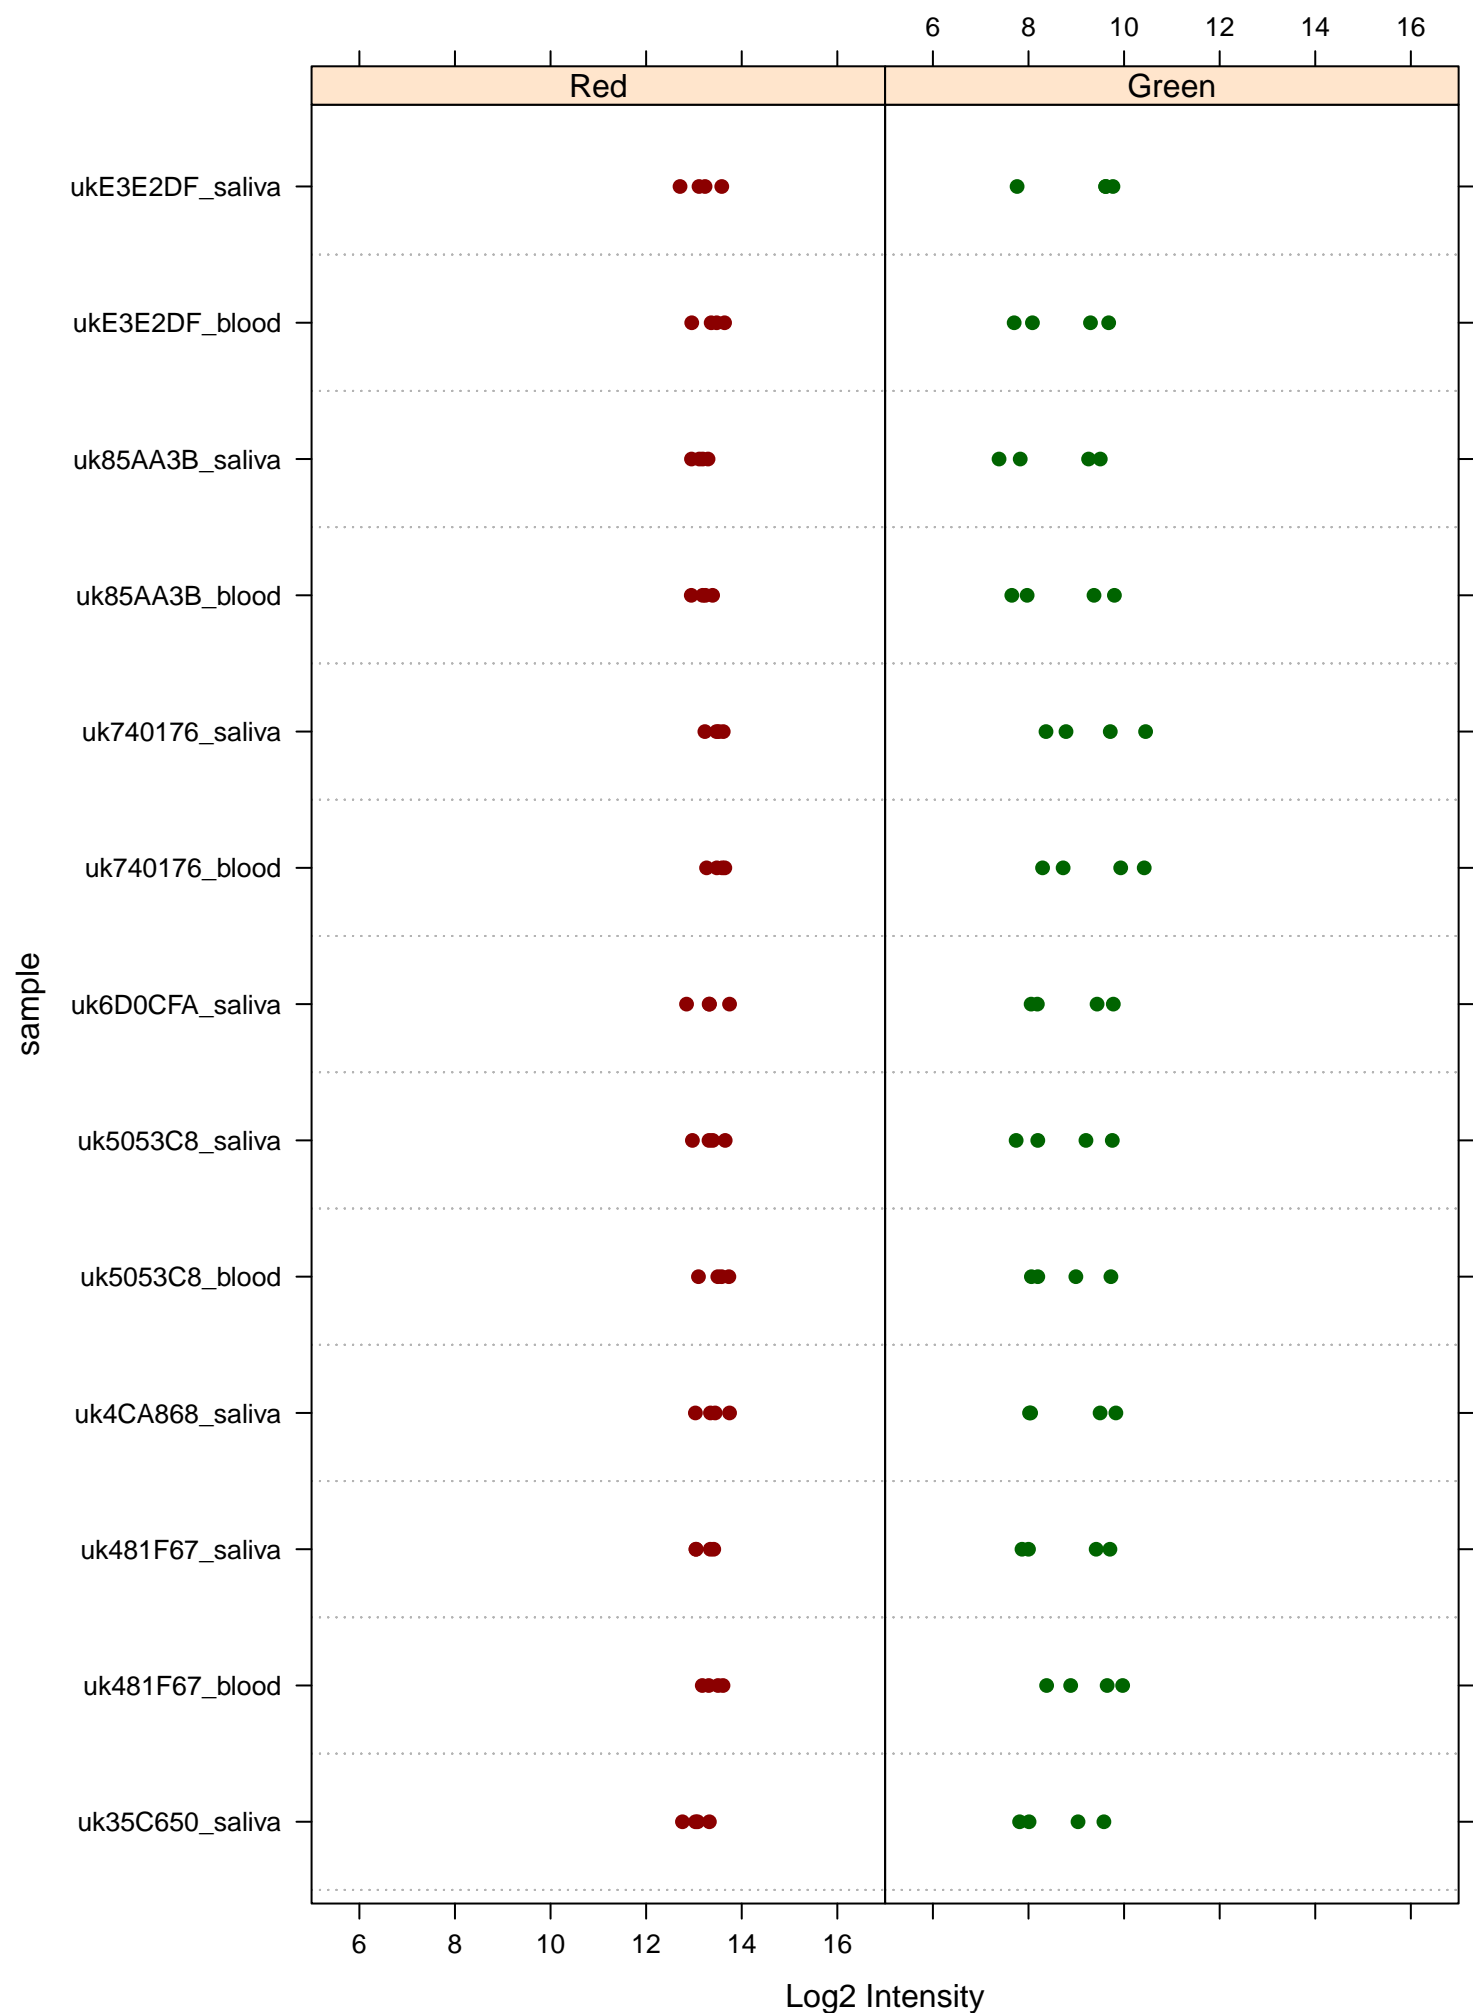 6 8 10 12 14 16
Red Green
ukE3E2DF_saliva
ukE3E2DF_blood
uk85AA3B_saliva
uk85AA3B_blood
uk740176_saliva
uk740176_blood
uk6D0CFA_saliva
uk5053C8_saliva
uk5053C8_blood
uk4CA868_saliva
uk481F67_saliva
uk481F67_blood
uk35C650_saliva
sample
6 8 10 12 14 16
Log2 Intensity